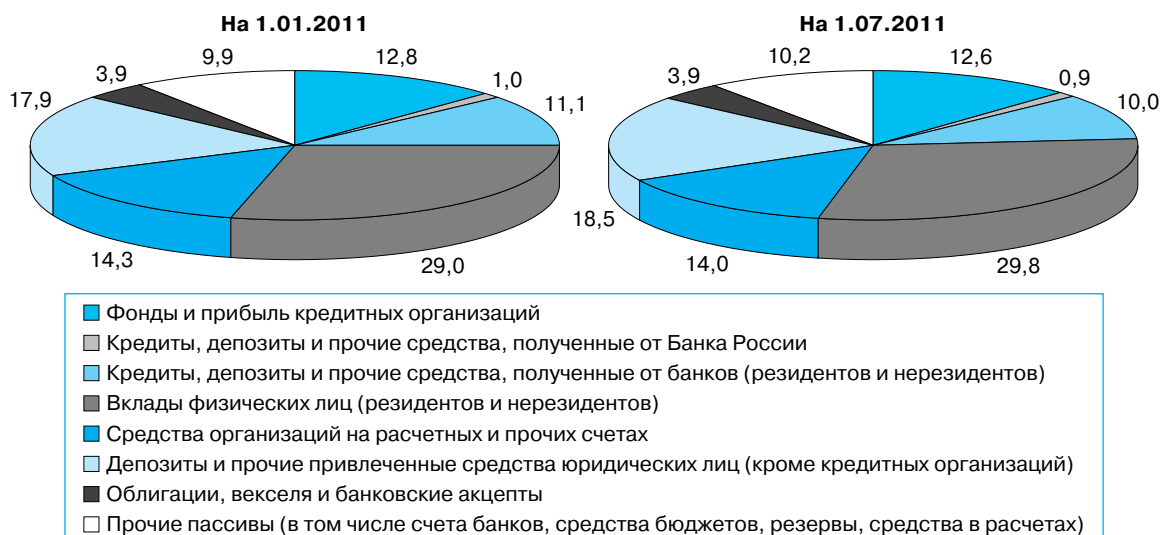 На 1.01.2011
9,9
12,8
3,9
1,0
17,9
11,1
14,3
29,0
На 1.07.2011
10,2
12,6
3,9
0,9
10,0
18,5
14,0
29,8
Фонды и прибыль кредитных организаций
Кредиты, депозиты и прочие средства, полученные от Банка России
Кредиты, депозиты и прочие средства, полученные от банков (резидентов и нерезидентов)
Вклады физических лиц (резидентов и нерезидентов)
Средства организаций на расчетных и прочих счетах
Депозиты и прочие привлеченные средства юридических лиц (кроме кредитных организаций)
Облигации, векселя и банковские акцепты
Прочие пассивы (в том числе счета банков, средства бюджетов, резервы, средства в расчетах)